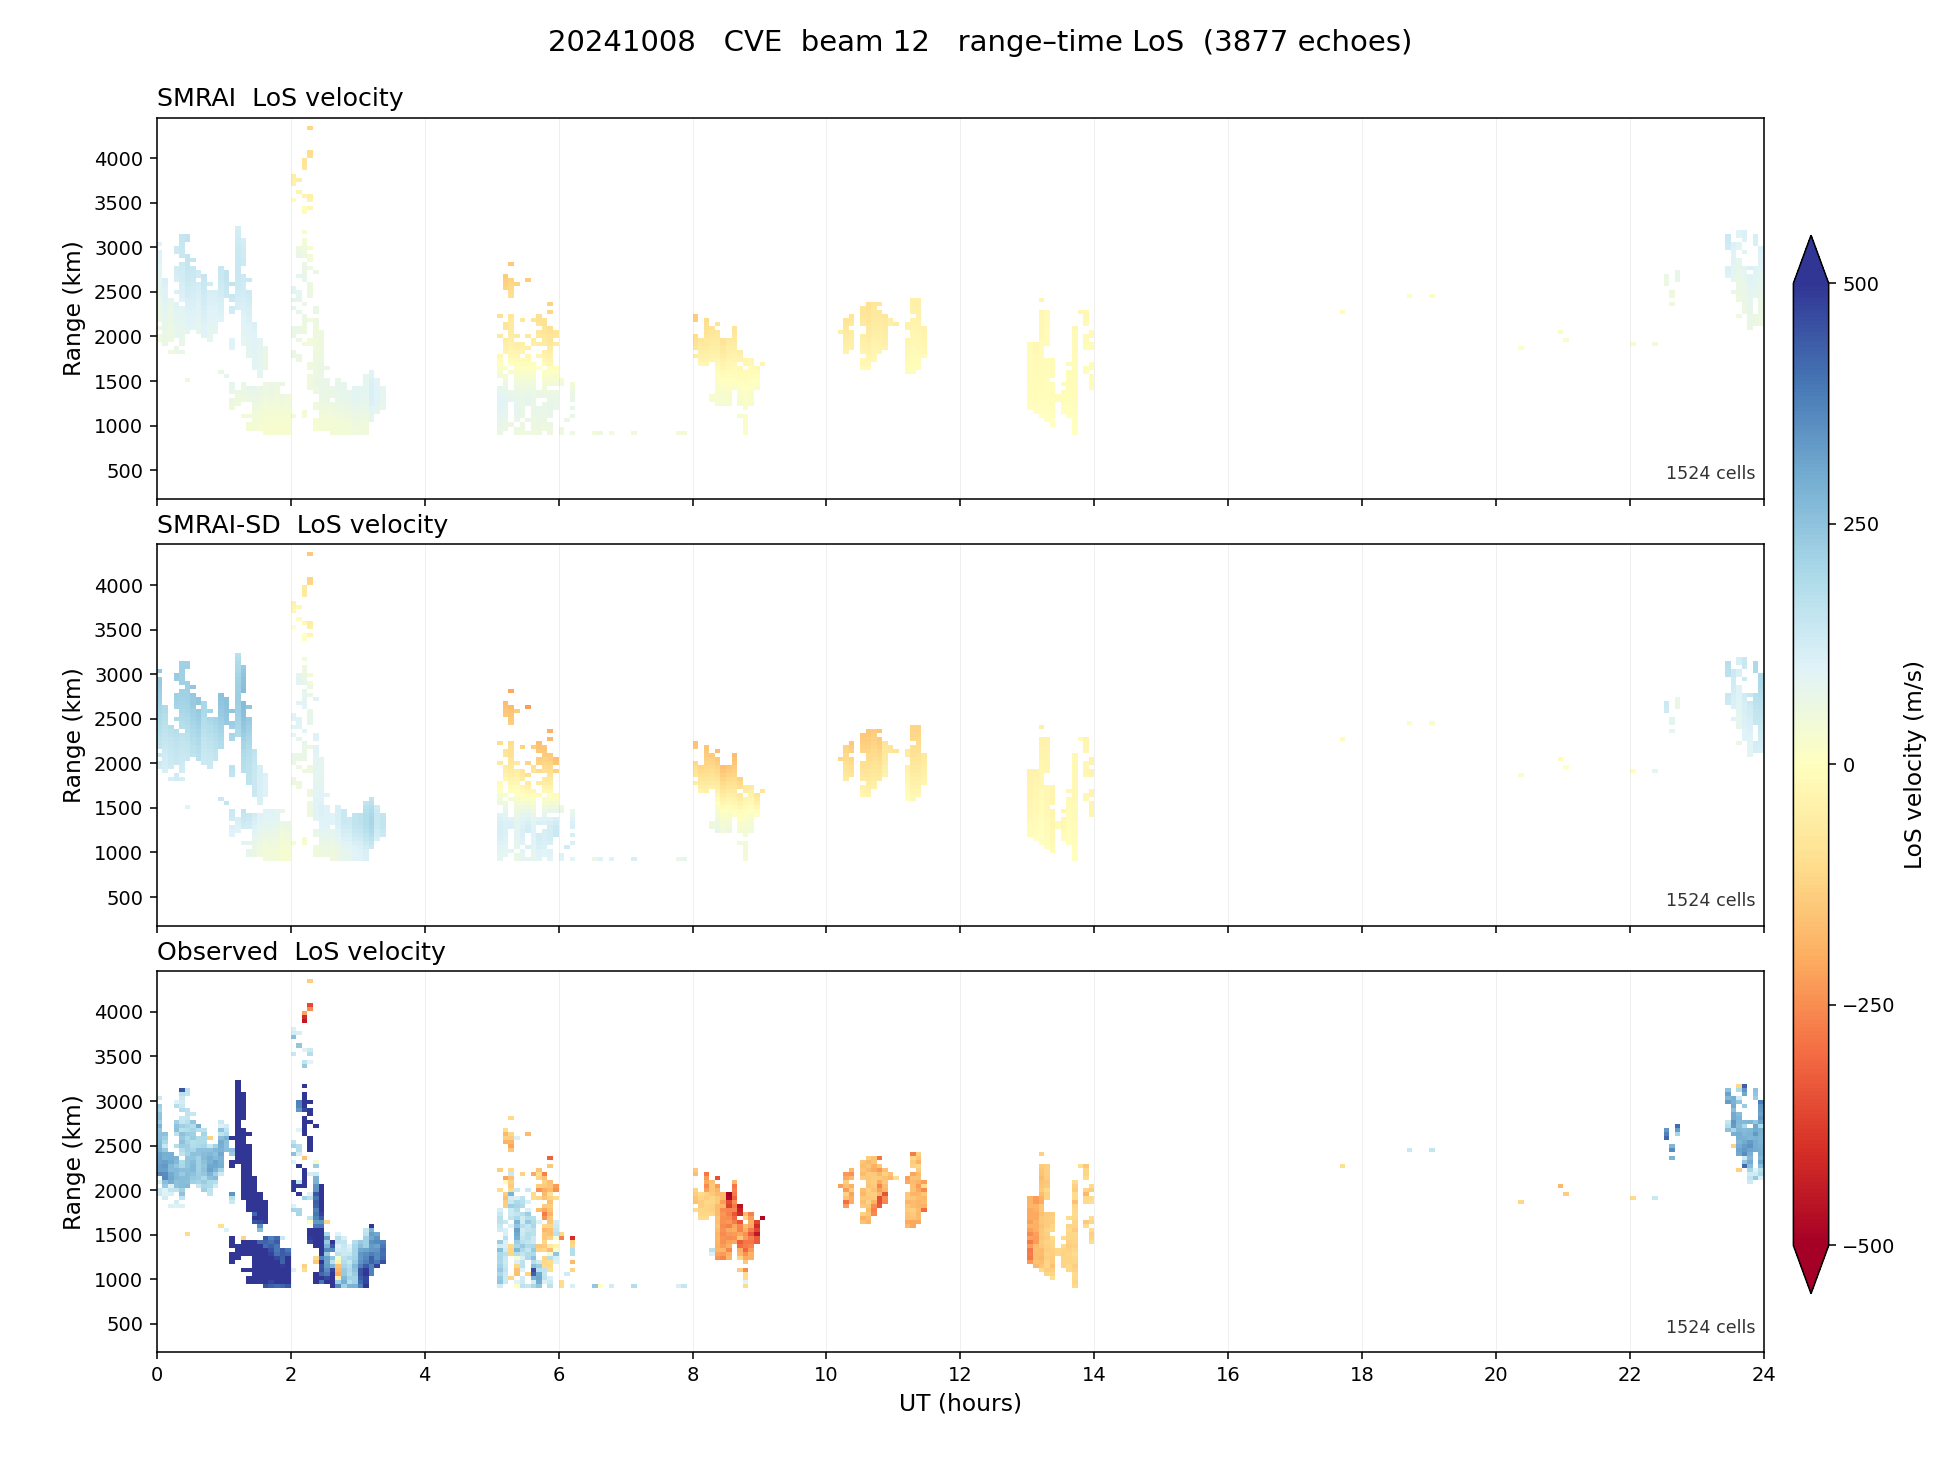 20241008   CVE  beam 12   range–time LoS  (3877 echoes)
SMRAI  LoS velocity
4000
3500
3000
2500
2000
1500
1000
500
Range (km)
1524 cells
SMRAI-SD  LoS velocity
4000
3500
3000
2500
2000
1500
1000
500
Range (km)
1524 cells
Observed  LoS velocity
4000
3500
3000
2500
2000
1500
1000
500
Range (km)
1524 cells
0 2 4 6 8 10 12 14 16 18 20 22 24
UT (hours)
500
250
0
−250
−500
LoS velocity (m/s)